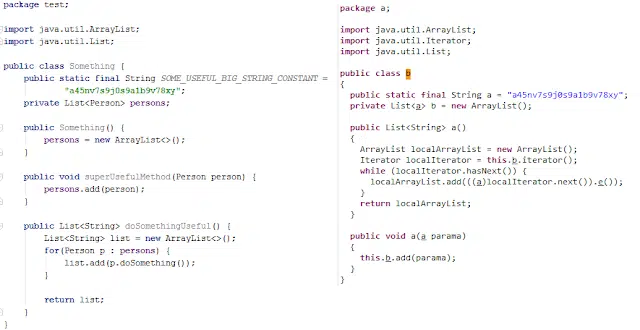 package test;
import java.util.ArrayList;
import java.util.List;
public class Something {
public static final String SOME_USEFUL_BIG_STRING_CONSTANT =
"a45nv7s9j0s9a1b9v78xy";
private List<Person> persons;
public Something() {
persons = new ArrayList<>();
}
public void superUsefulMethod(Person person) {
persons.add(person);
}
public List<String> doSomethingUseful() {
List<String> list = new ArrayList<>();
for(Person p : persons) {
list.add(p.doSomething());
}
return list;
}
}
package a;
import java.util.ArrayList;
import java.util.Iterator;
import java.util.List;
public class b
{
public static final String a = "a45nv7s9j0s9a1b9v78xy";
private List<a> b = new ArrayList();
public List<String> a()
{
ArrayList localArrayList = new ArrayList();
Iterator localIterator = this.b.iterator();
while (localIterator.hasNext()) {
localArrayList.add(((a)localIterator.next()).e());
}
return localArrayList;
}
public void a(a parama)
{
this.b.add(parama);
}
}